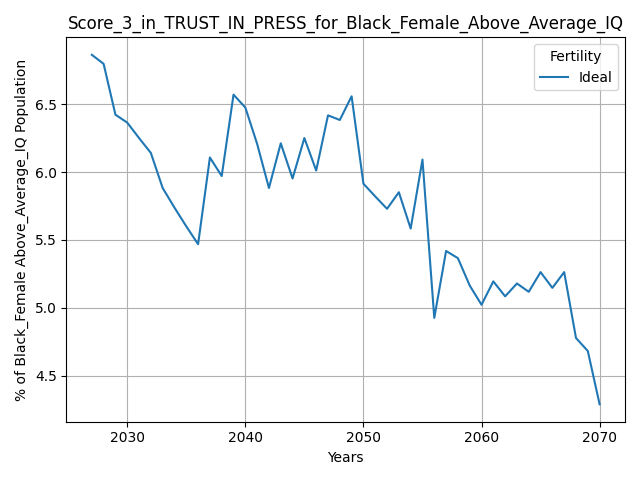 Score_3_in_TRUST_IN_PRESS_for_Black_Female_Above_Average_IQ
Fertility
Ideal
% of Black_Female Above_Average_IQ Population
6.5
6.0
5.5
5.0
4.5
2030 2040 2050 2060 2070
Years